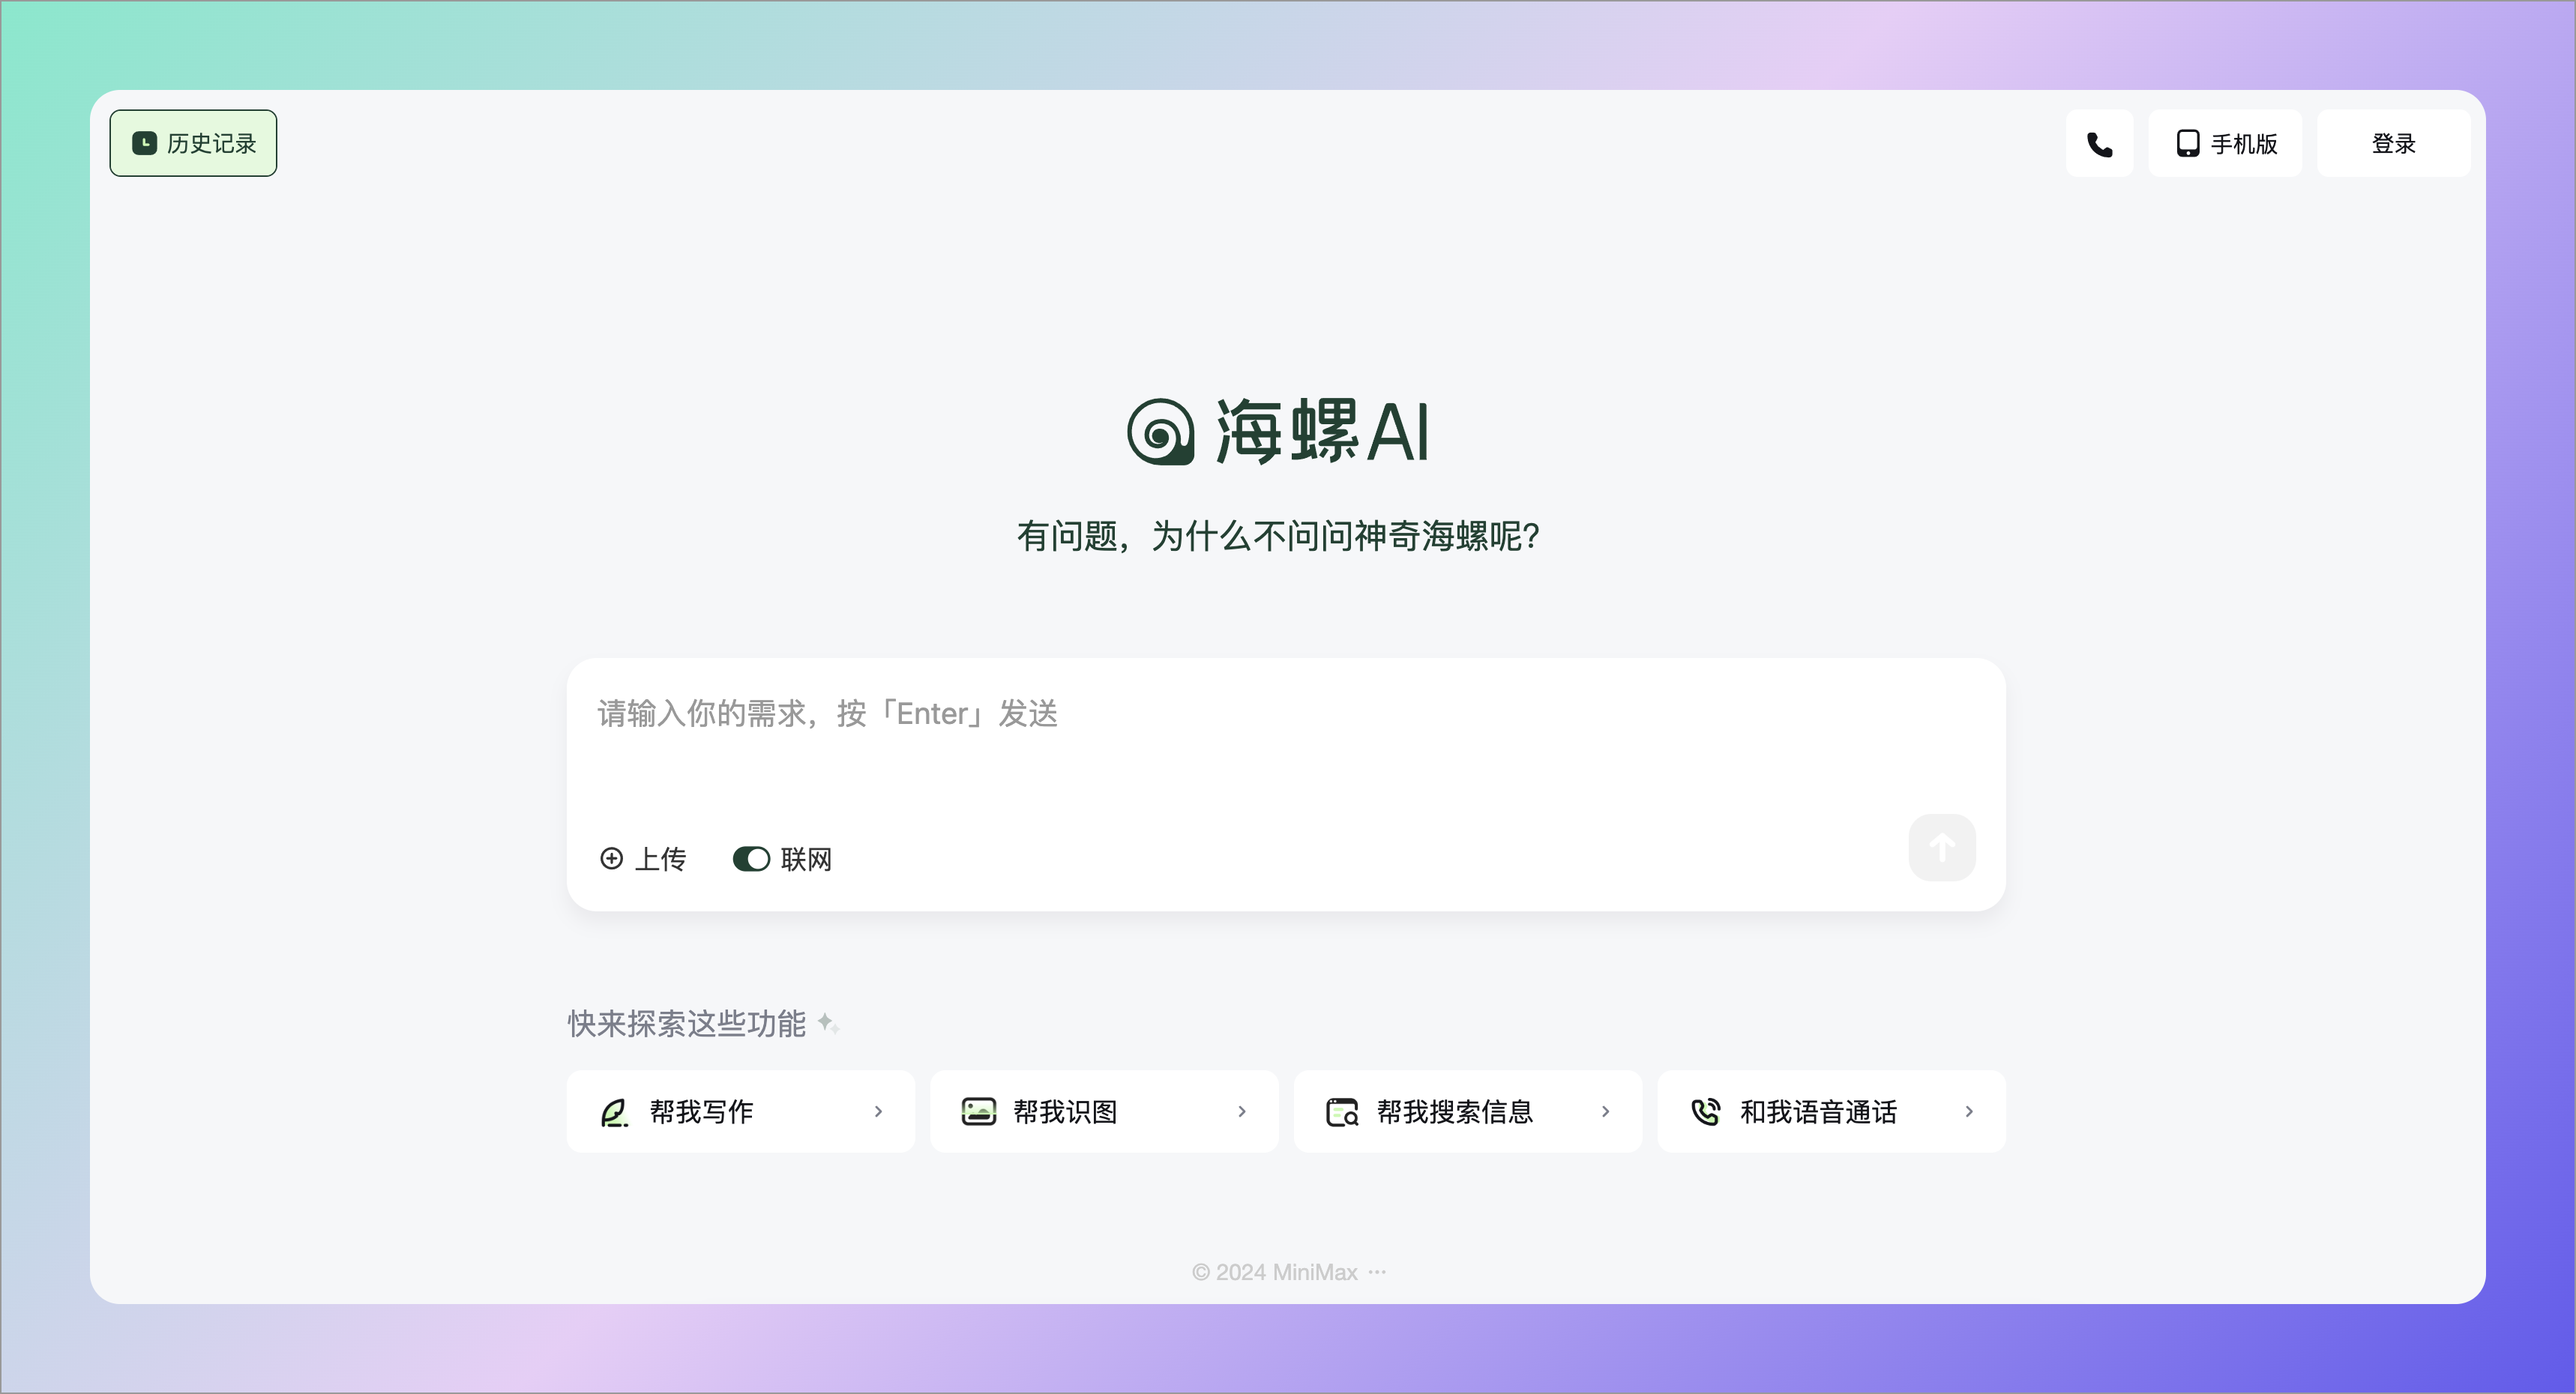 历史记录
手机版
登录
海螺AI
有问题，为什么不问问神奇海螺呢？
请输入你的需求，按「Enter」发送
上传
联网
快来探索这些功能
帮我写作
帮我识图
帮我搜索信息
和我语音通话
© 2024 MiniMax ···